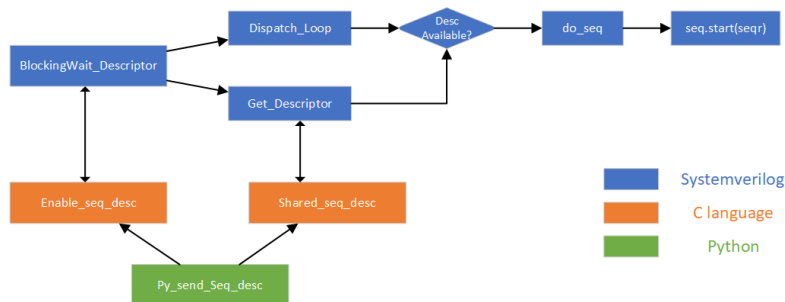 Dispatch_Loop
Desc
Available?
do_seq
seq.start(seqr)
BlockingWait_Descriptor
Get_Descriptor
Enable_seq_desc
Shared_seq_desc
Py_send_Seq_desc
Systemverilog
C language
Python